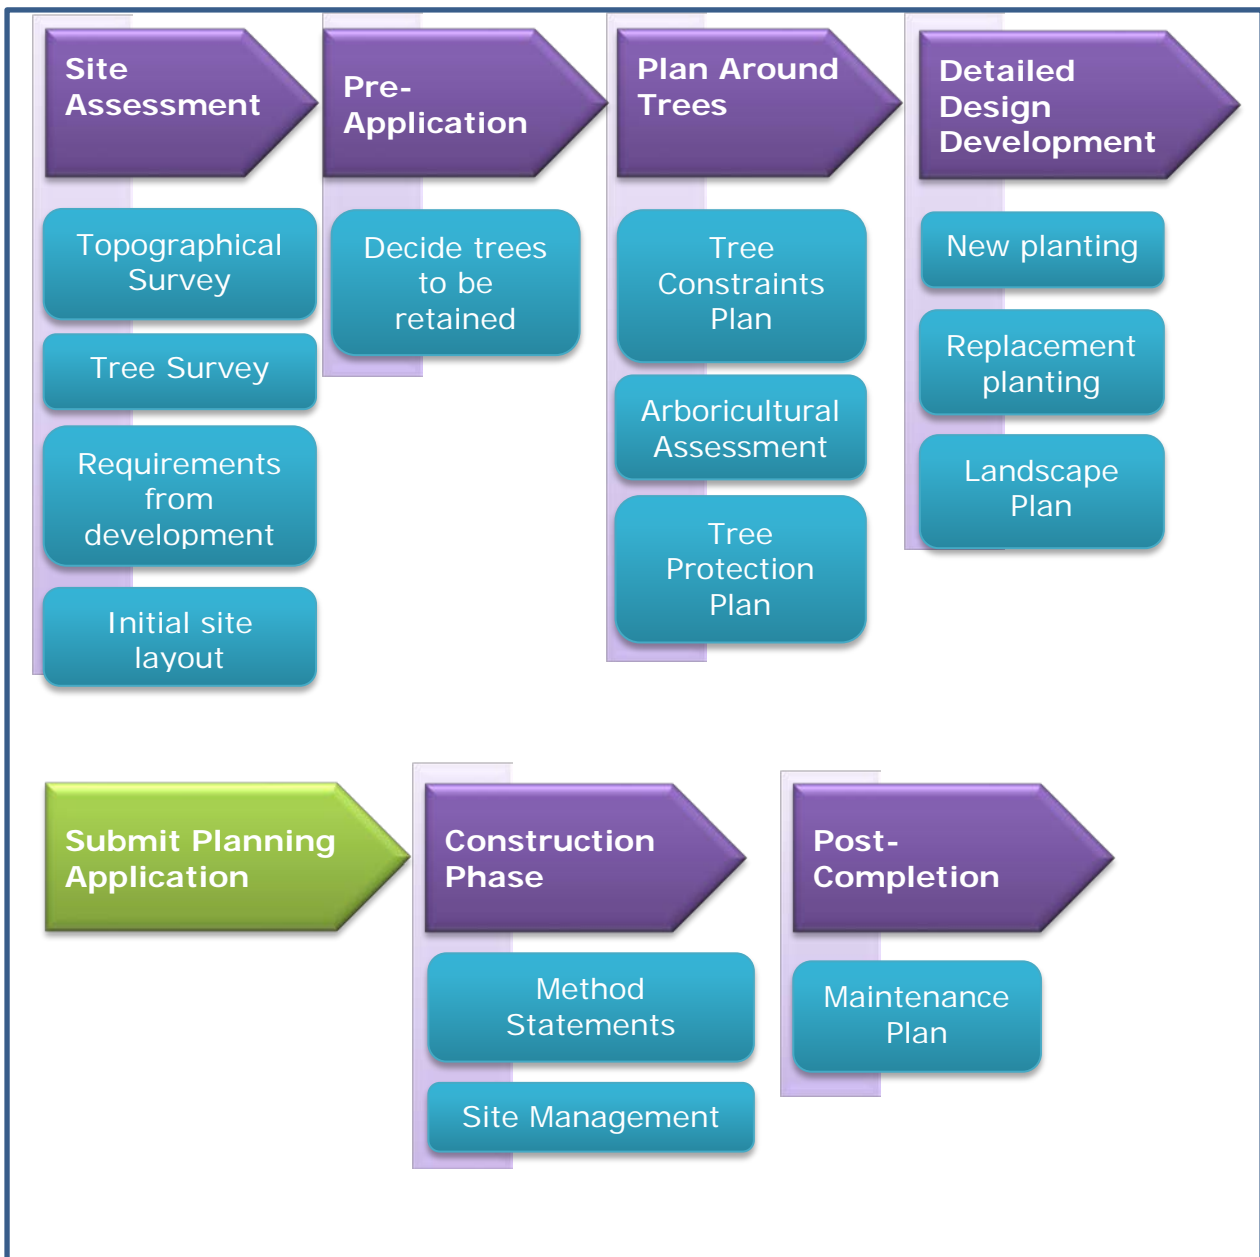 Site
Assessment
Topographical
Survey
Tree Survey
Requirements
from
development
Initial site
layout
Pre-
Application
Decide trees
to be
retained
Plan Around
Trees
Tree
Constraints
Plan
Arboricultural
Assessment
Tree
Protection
Plan
Detailed
Design
Development
New planting
Replacement
planting
Landscape
Plan
Submit Planning
Application
Construction
Phase
Method
Statements
Site Management
Post-
Completion
Maintenance
Plan